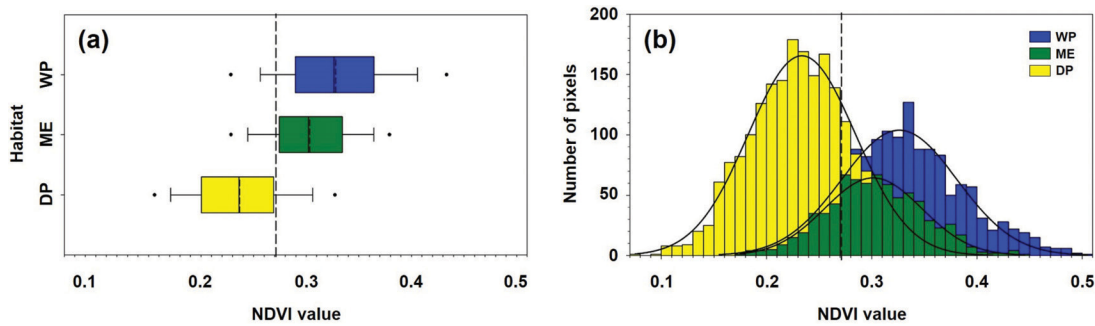 (a)
Habitat
WP
ME
DP
0.1 0.2 0.3 0.4 0.5
NDVI value
(b)
Number of pixels
200
150
100
50
0
0.1 0.2 0.3 0.4 0.5
NDVI value
WP
ME
DP